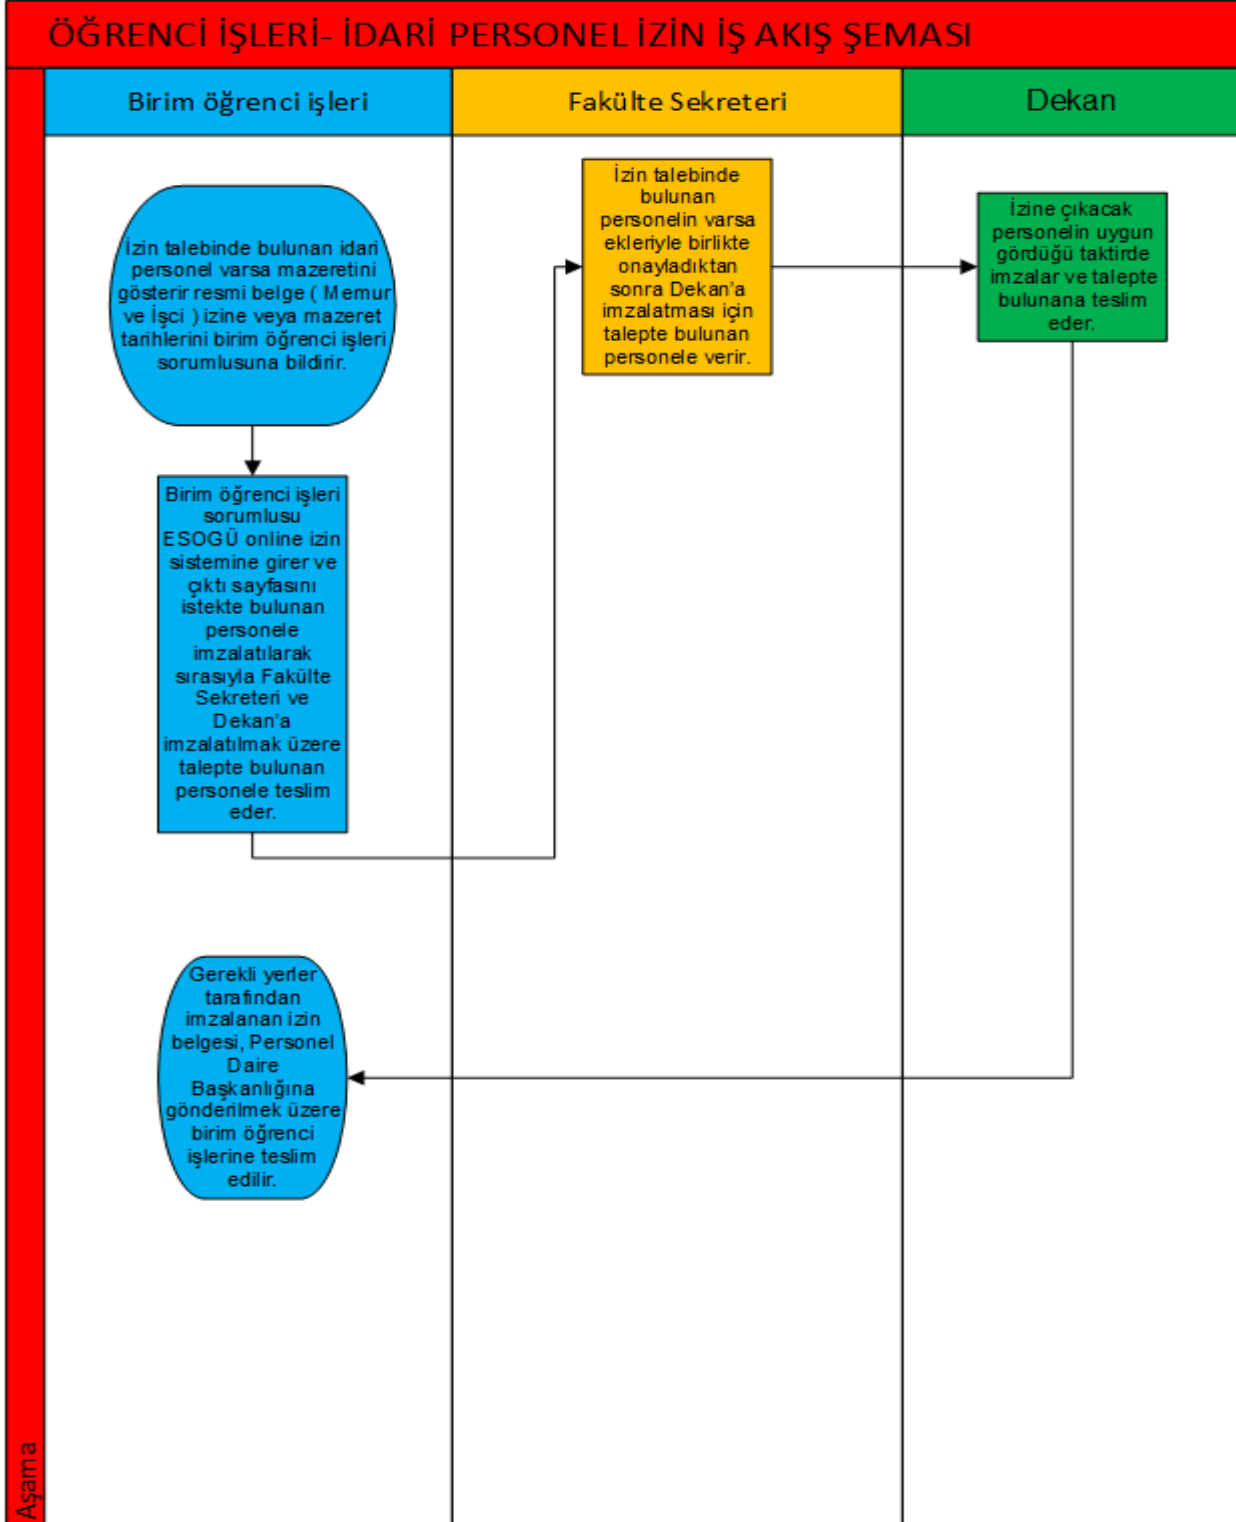 ÖĞRENCİ İŞLERİ- İDARİ PERSONEL İZİN İŞ AKIŞ ŞEMASI
Birim öğrenci işleri
Fakülte Sekreteri
Dekan
İzin talebinde bulunan idari
personel varsa mazeretini
gösterir resmi belge ( Memur
ve İşçi ) izine veya mazeret
tarihlerini birim öğrenci işleri
sorumlusuna bildirir.
Birim öğrenci işleri
sorumlusu
ESOGÜ online izin
sistemine girer ve
çıktı sayfasını
istekte bulunan
personele
imzalatılarak
sırasıyla Fakülte
Sekreteri ve
Dekan’a
imzalatılmak üzere
talepte bulunan
personele teslim
eder.
İzin talebinde
bulunan
personelin varsa
ekleriyle birlikte
onayladıktan
sonra Dekan’a
imzalatması için
talepte bulunan
personele verir.
İzine çıkacak
personelin uygun
gördüğü taktirde
imzalar ve talepte
bulunana teslim
eder.
Gerekli yerler
tarafından
imzalanan izin
belgesi, Personel
Daire
Başkanlığına
gönderilmek üzere
birim öğrenci
işlerine teslim
edilir.
Aşama